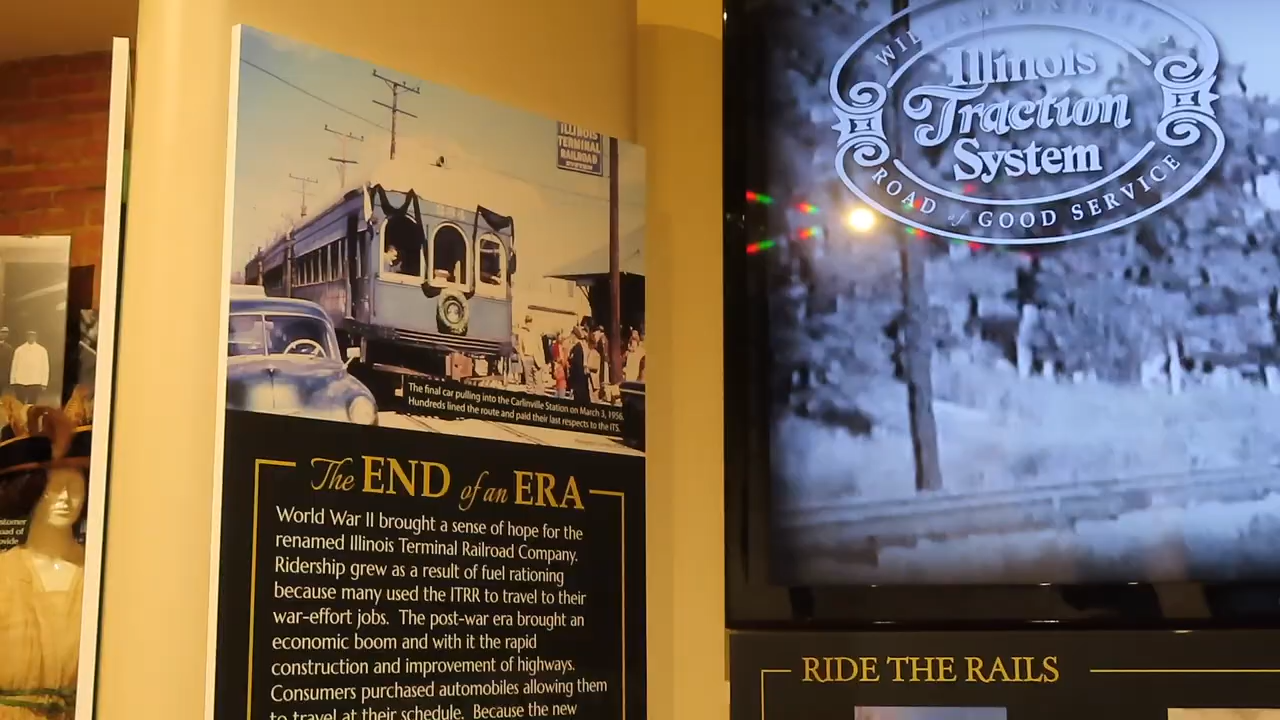 ILLINOIS
TERMINAL
RAILROAD
SYSTEM
The final car pulling into the Carlinville Station on March 3, 1956.
Hundreds lined the route and paid their last respects to the ITS.
The END of an ERA
World War II brought a sense of hope for the
renamed Illinois Terminal Railroad Company.
Ridership grew as a result of fuel rationing
because many used the ITRR to travel to their
war-effort jobs. The post-war era brought an
economic boom and with it the rapid
construction and improvement of highways.
Consumers purchased automobiles allowing them
to travel at their schedule. Because the new
WILLIAM McKINLEY'S
Illinois
Traction
System
ROAD of GOOD SERVICE
RIDE THE RAILS
oad of